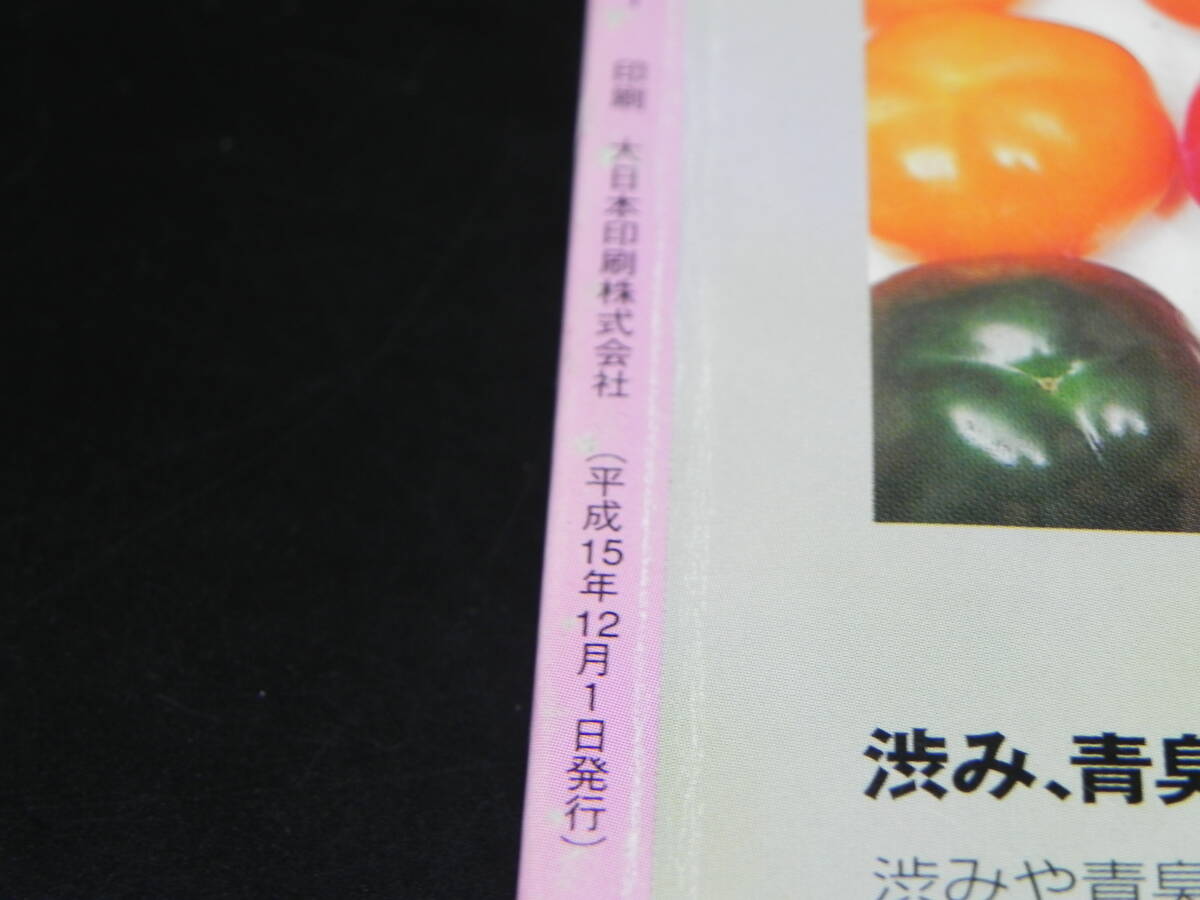 印刷 大日本印刷株式会社 (平成15年12月1日発行)
渋み、青臭
渋みや青臭